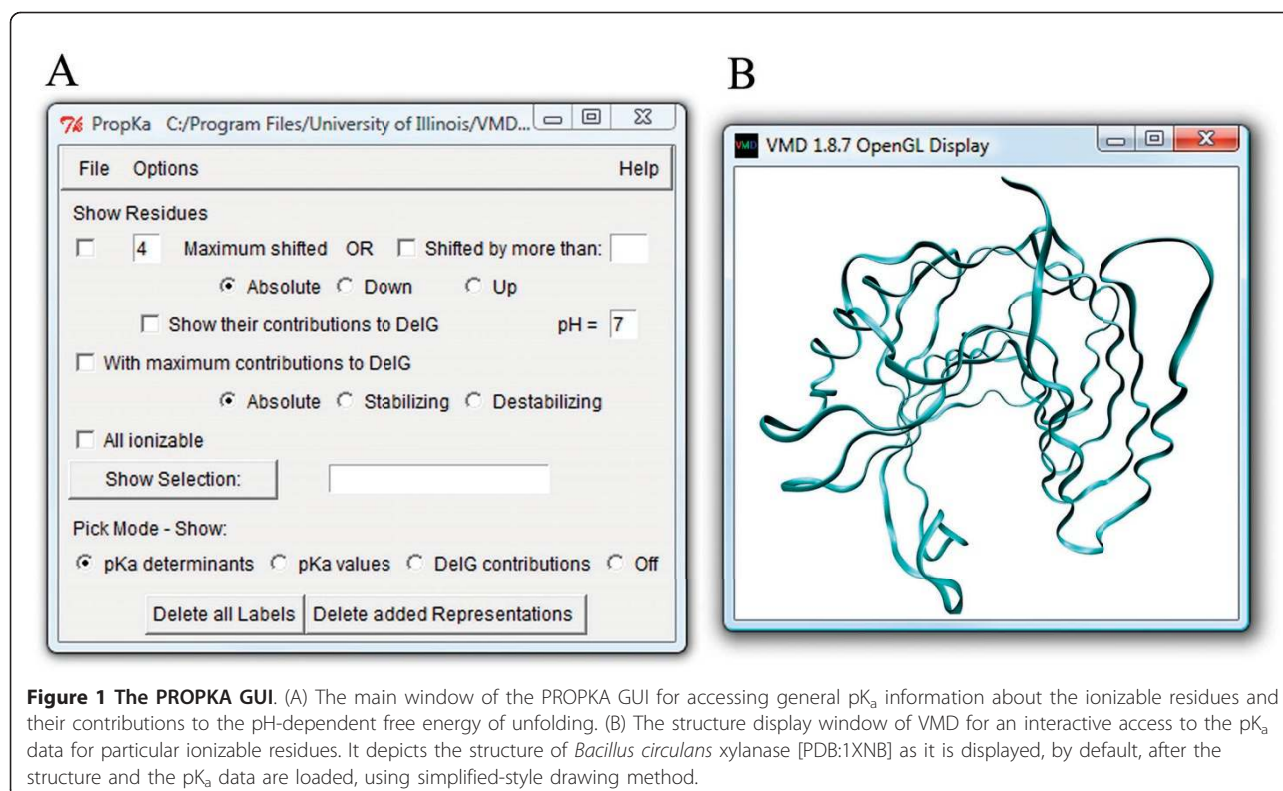 A
B
7% PropKa C:/Program Files/University of Illinois/VMD...
File Options Help
Show Residues
4 Maximum shifted OR Shifted by more than:
Absolute Down Up
Show their contributions to DelG pH = 7
With maximum contributions to DelG
Absolute Stabilizing Destabilizing
All ionizable
Show Selection:
Pick Mode - Show:
pKa determinants pKa values DelG contributions Off
Delete all Labels Delete added Representations
VMD VMD 1.8.7 OpenGL Display
Figure 1 The PROPKA GUI. (A) The main window of the PROPKA GUI for accessing general pKa information about the ionizable residues and
their contributions to the pH-dependent free energy of unfolding. (B) The structure display window of VMD for an interactive access to the pKa
data for particular ionizable residues. It depicts the structure of Bacillus circulans xylanase [PDB:1XNB] as it is displayed, by default, after the
structure and the pKa data are loaded, using simplified-style drawing method.